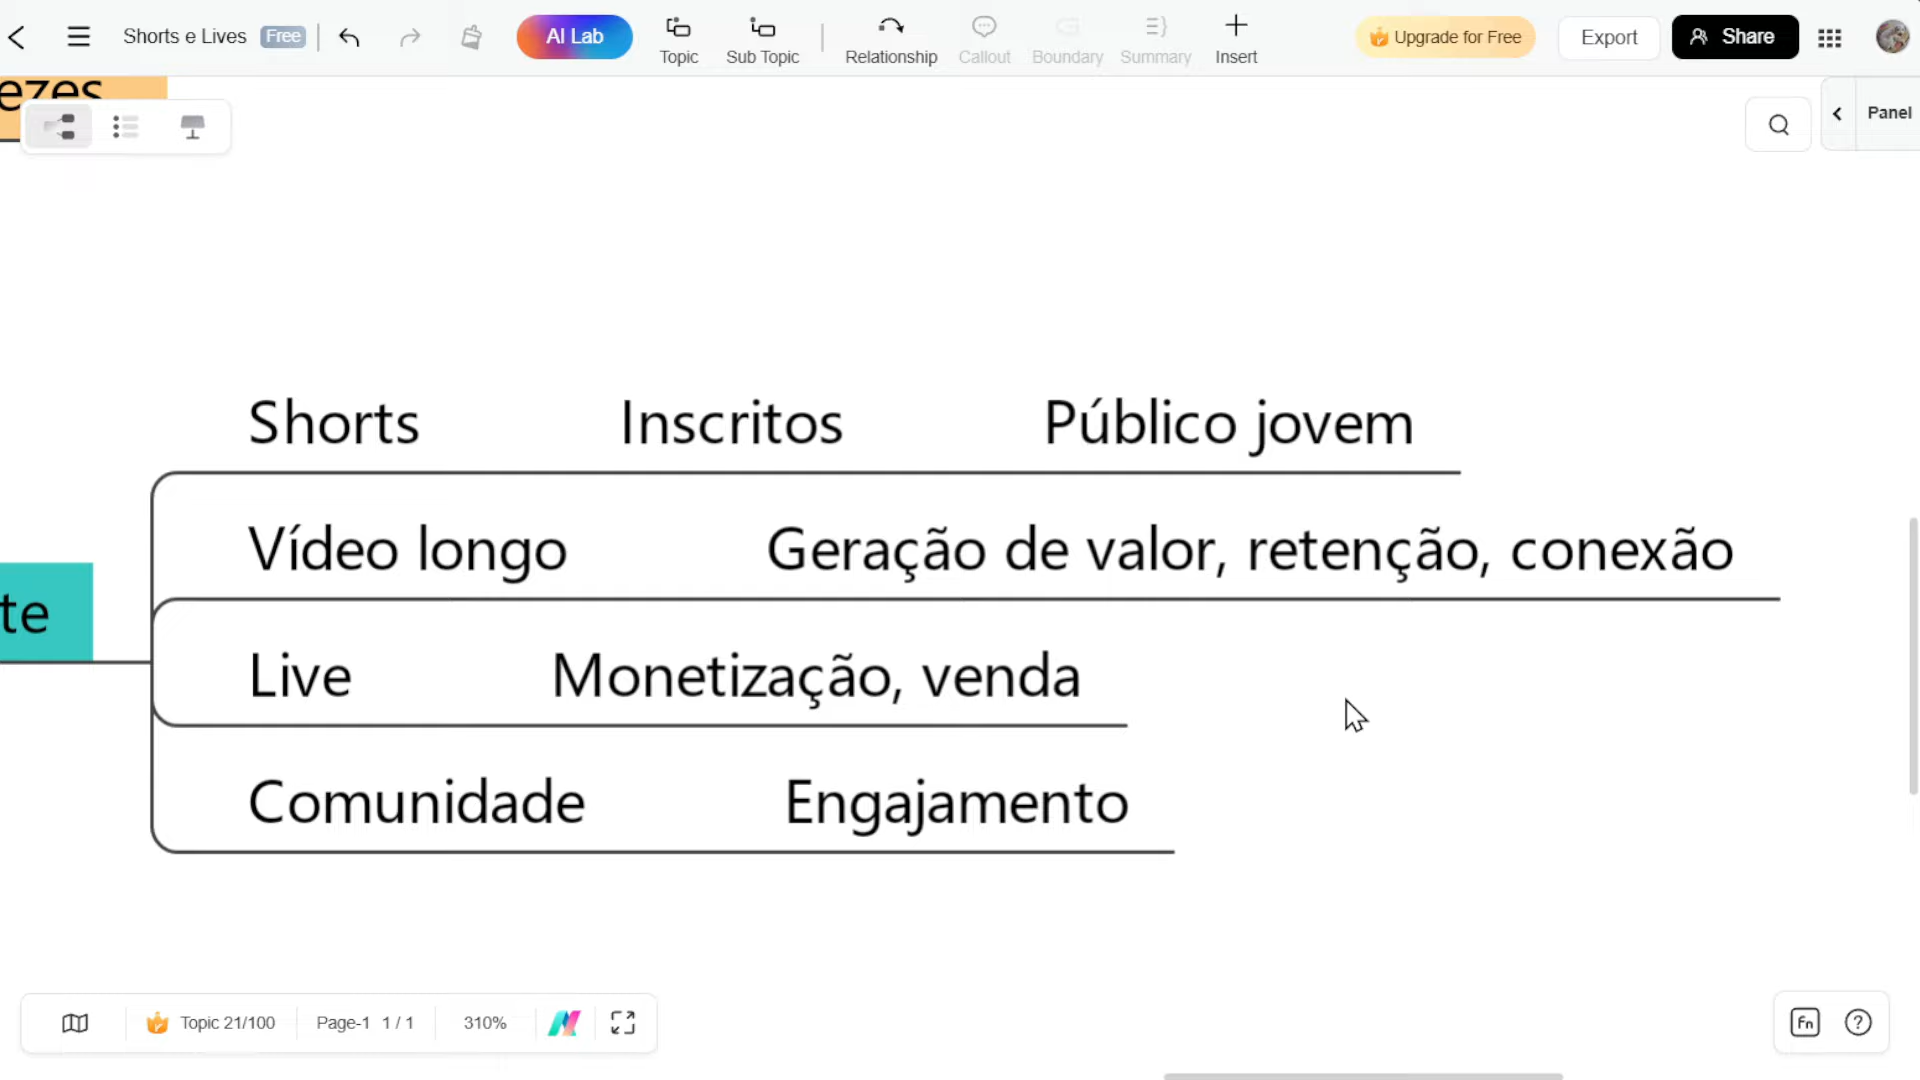 Shorts e Lives Free AI Lab Topic Sub Topic Relationship Callout Boundary Summary Insert Upgrade for Free Export Share
Panel
Shorts Inscritos Público jovem
Vídeo longo Geração de valor, retenção, conexão
te
Live Monetização, venda
Comunidade Engajamento
Topic 21/100 Page-1 1 / 1 310% Fn